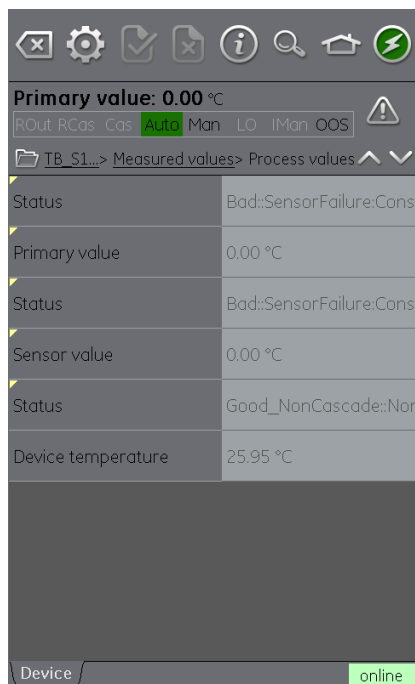 Primary value: 0.00 °C
ROut RCas Cas Auto Man LO IMan OOS
TB_S1...> Measured values> Process values
Status Bad::SensorFailure:Cons
Primary value 0.00 °C
Status Bad::SensorFailure:Cons
Sensor value 0.00 °C
Status Good_NonCascade::Nor
Device temperature 25.95 °C
Device online